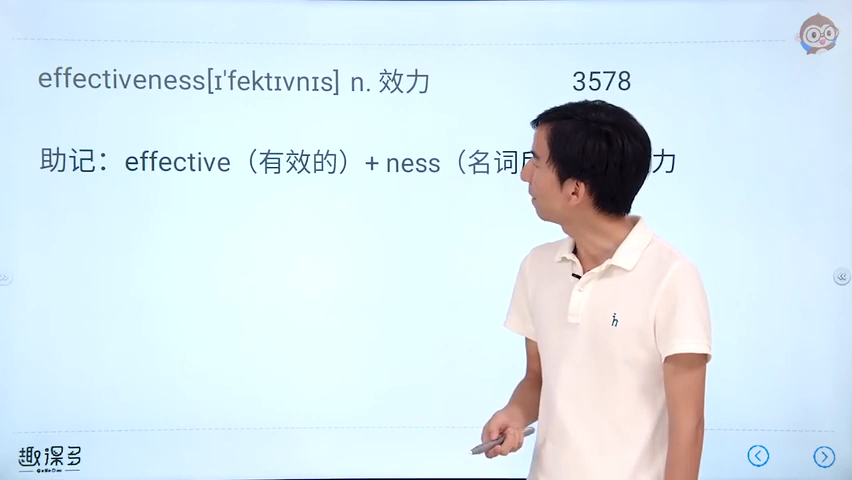 effectiveness[ɪ'fektɪvnɪs] n. 效力 3578
助记：effective（有效的）+ ness（名词 力
趣课多